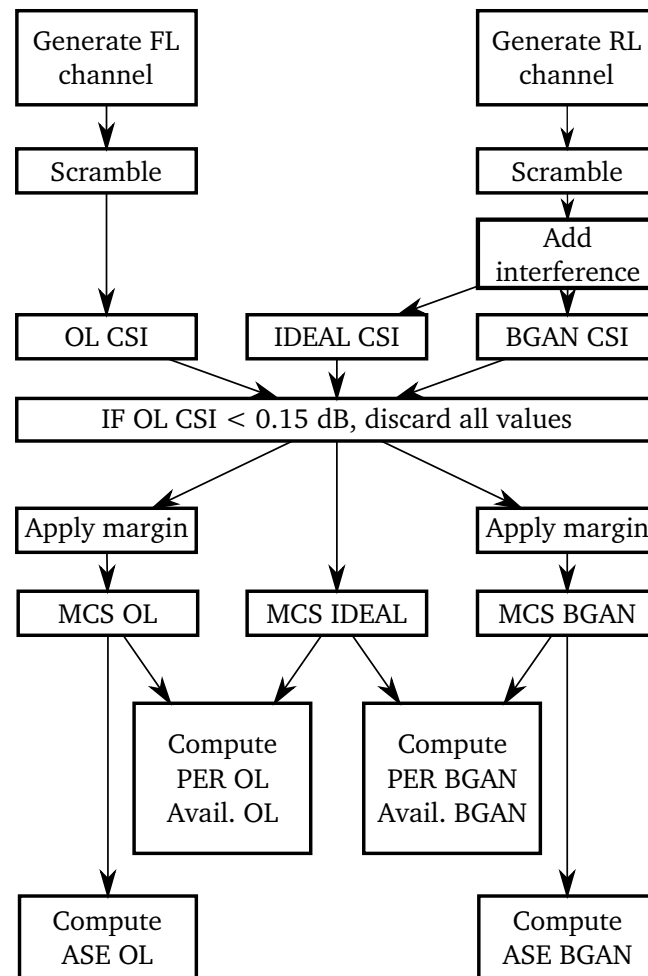 Generate FL
channel
Generate RL
channel
Scramble
Scramble
Add
interference
OL CSI
IDEAL CSI
BGAN CSI
IF OL CSI < 0.15 dB, discard all values
Apply margin
Apply margin
MCS OL
MCS IDEAL
MCS BGAN
Compute
PER OL
Avail. OL
Compute
PER BGAN
Avail. BGAN
Compute
ASE OL
Compute
ASE BGAN